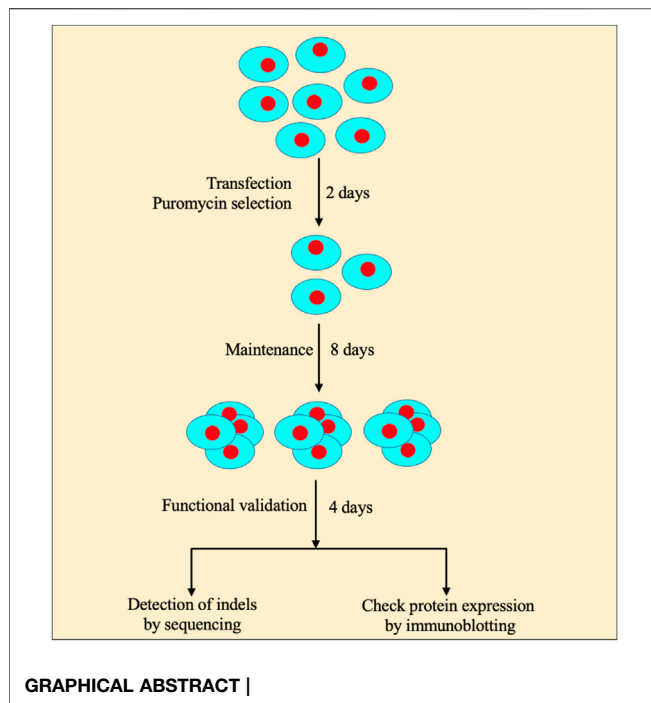 Transfection
Puromycin selection
2 days
Maintenance
8 days
Functional validation
4 days
Detection of indels
by sequencing
Check protein expression
by immunoblotting
GRAPHICAL ABSTRACT |